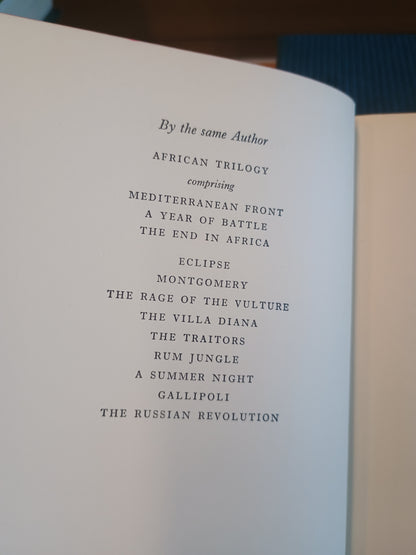 By the same Author
AFRICAN TRILOGY
comprising
MEDITERRANEAN FRONT
A YEAR OF BATTLE
THE END IN AFRICA
ECLIPSE
MONTGOMERY
THE RAGE OF THE VULTURE
THE VILLA DIANA
THE TRAITORS
RUM JUNGLE
A SUMMER NIGHT
GALLIPOLI
THE RUSSIAN REVOLUTION